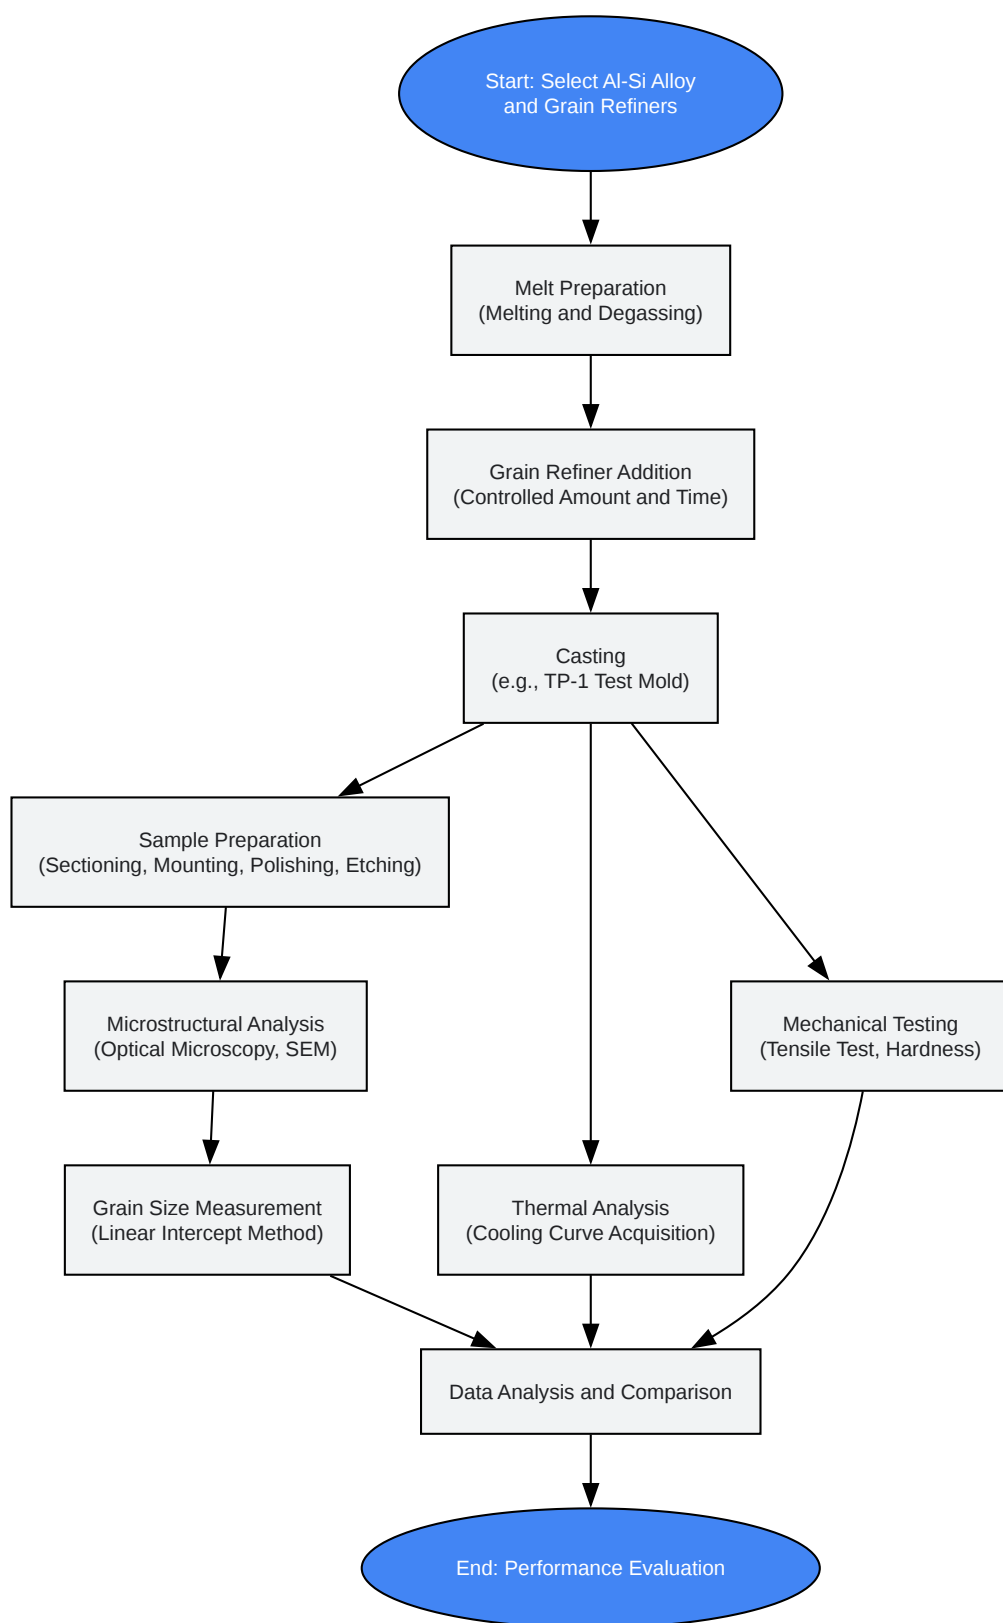 Start: Select Al-Si Alloy
and Grain Refiners
Melt Preparation
(Melting and Degassing)
Grain Refiner Addition
(Controlled Amount and Time)
Casting
(e.g., TP-1 Test Mold)
Sample Preparation
(Sectioning, Mounting, Polishing, Etching)
Microstructural Analysis
(Optical Microscopy, SEM)
Mechanical Testing
(Tensile Test, Hardness)
Grain Size Measurement
(Linear Intercept Method)
Thermal Analysis
(Cooling Curve Acquisition)
Data Analysis and Comparison
End: Performance Evaluation